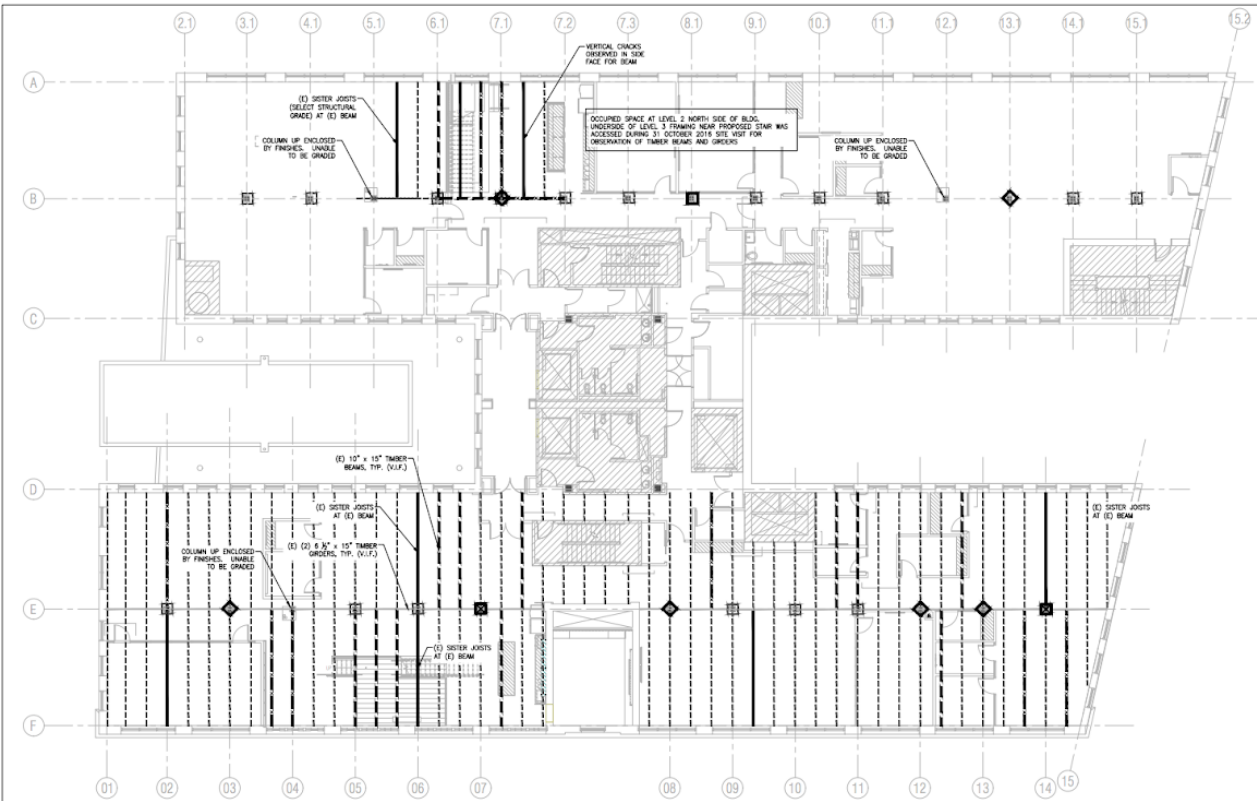 2.1 3.1 4.1 5.1 6.1 7.1 7.2 7.3 8.1 9.1 10.1 11.1 12.1 13.1 14.1 15.1 15.2
VERTICAL CRACKS
OBSERVED IN SIDE
FACE FOR BEAM
A
(E) SISTER JOISTS
(SELECT STRUCTURAL
GRADE) AT (E) BEAM
OCCUPIED SPACE AT LEVEL 2 NORTH SIDE OF BLDG.
UNDERSIDE OF LEVEL 3 FRAMING NEAR PROPOSED STAIR WAS
ACCESSED DURING 31 OCTOBER 2016 SITE VISIT FOR
OBSERVATION OF TIMBER BEAMS AND GIRDERS
COLUMN UP ENCLOSED
BY FINISHES. UNABLE
TO BE GRADED
COLUMN UP ENCLOSED
BY FINISHES. UNABLE
TO BE GRADED
B
C
(E) 10" x 15" TIMBER
BEAMS, TYP. (V.I.F.)
D
(E) SISTER JOISTS
AT (E) BEAM
(E) SISTER JOISTS
AT (E) BEAM
(E) (2) 6 ½" x 15" TIMBER
GIRDERS, TYP. (V.I.F.)
COLUMN UP ENCLOSED
BY FINISHES. UNABLE
TO BE GRADED
E
(E) SISTER JOISTS
AT (E) BEAM
F
01 02 03 04 05 06 07 08 09 10 11 12 13 14 15